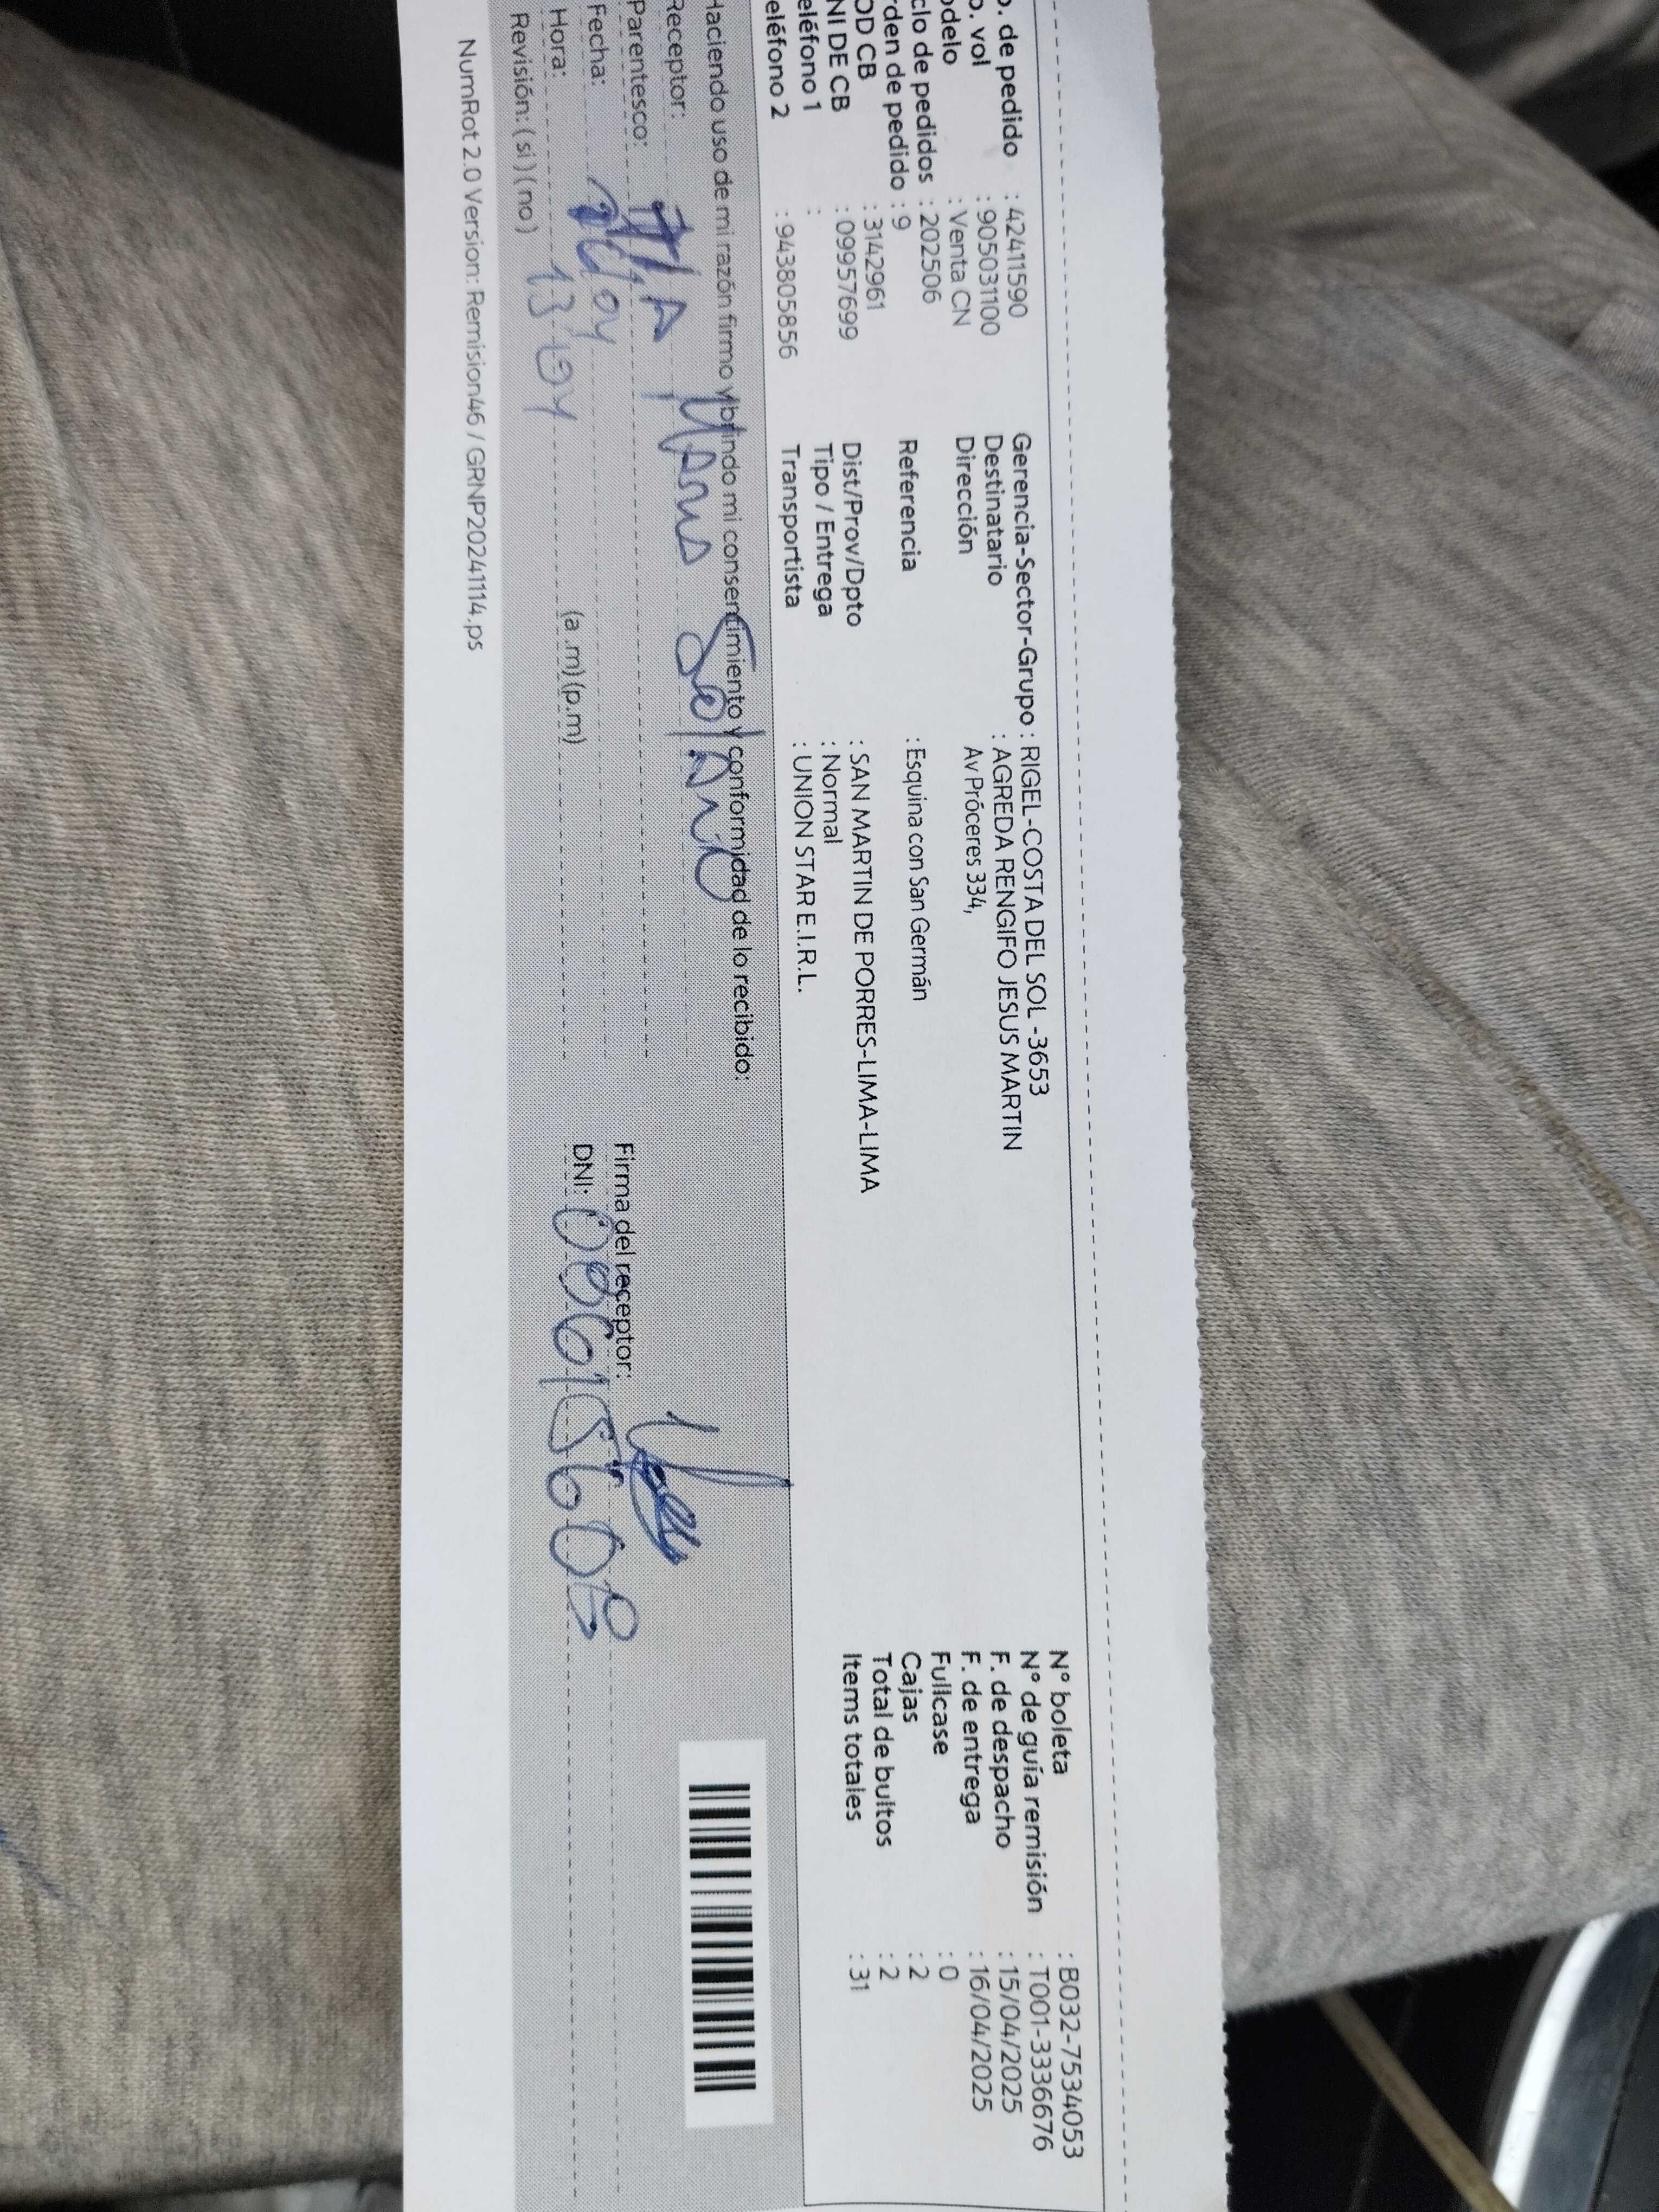 o. de pedido : 42411590
o. vol : 905031100
odelo : Venta CN
clo de pedidos : 202506
rden de pedido : 9
OD CB : 3142961
NI DE CB : 09957699
eléfono 1 :
eléfono 2 : 943805856
Gerencia-Sector-Grupo : RIGEL-COSTA DEL SOL -3653
Destinatario : AGREDA RENGIFO JESUS MARTIN
Dirección Av Próceres 334,
Referencia : Esquina con San Germán
Dist/Prov/Dpto : SAN MARTIN DE PORRES-LIMA-LIMA
Tipo / Entrega : Normal
Transportista : UNION STAR E.I.R.L.
N° boleta : B032-7534053
N° de guía remisión : T001-3336676
F. de despacho : 15/04/2025
F. de entrega : 16/04/2025
Fullcase : 0
Cajas : 2
Total de bultos : 2
Items totales : 31
Haciendo uso de mi razón firmo y brindo mi consentimiento y conformidad de lo recibido:
Receptor:
Parentesco:
Fecha:
Hora: (a .m) (p.m)
Revisión: ( si ) ( no )
Firma del receptor:
DNI:
NumRot 2.0 Version: Remision46 / GRNP20241114.ps